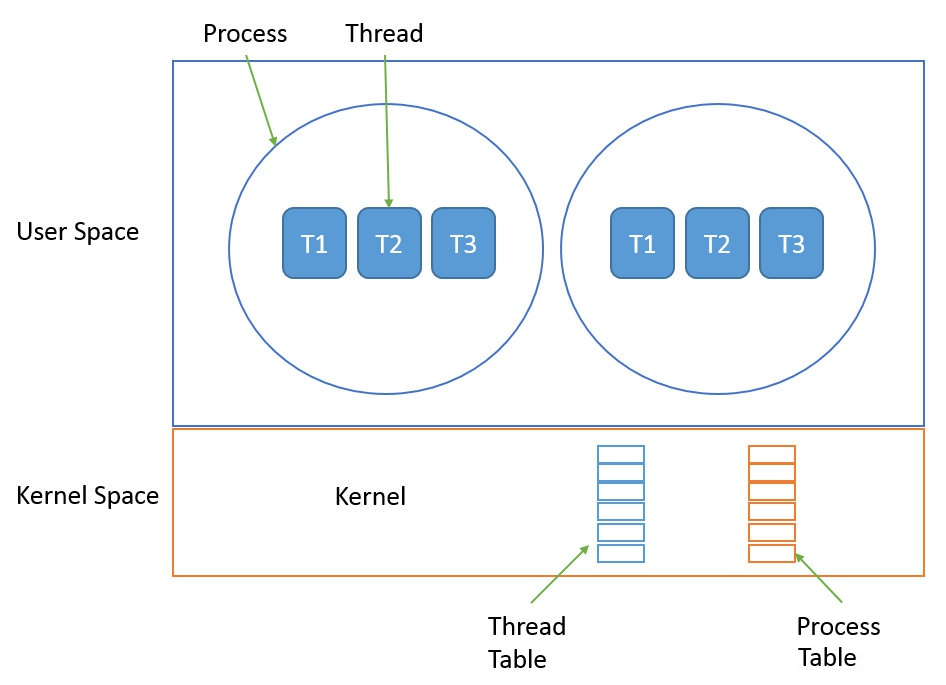 Process
Thread
User Space
T1
T2
T3
T1
T2
T3
Kernel Space
Kernel
Thread
Table
Process
Table